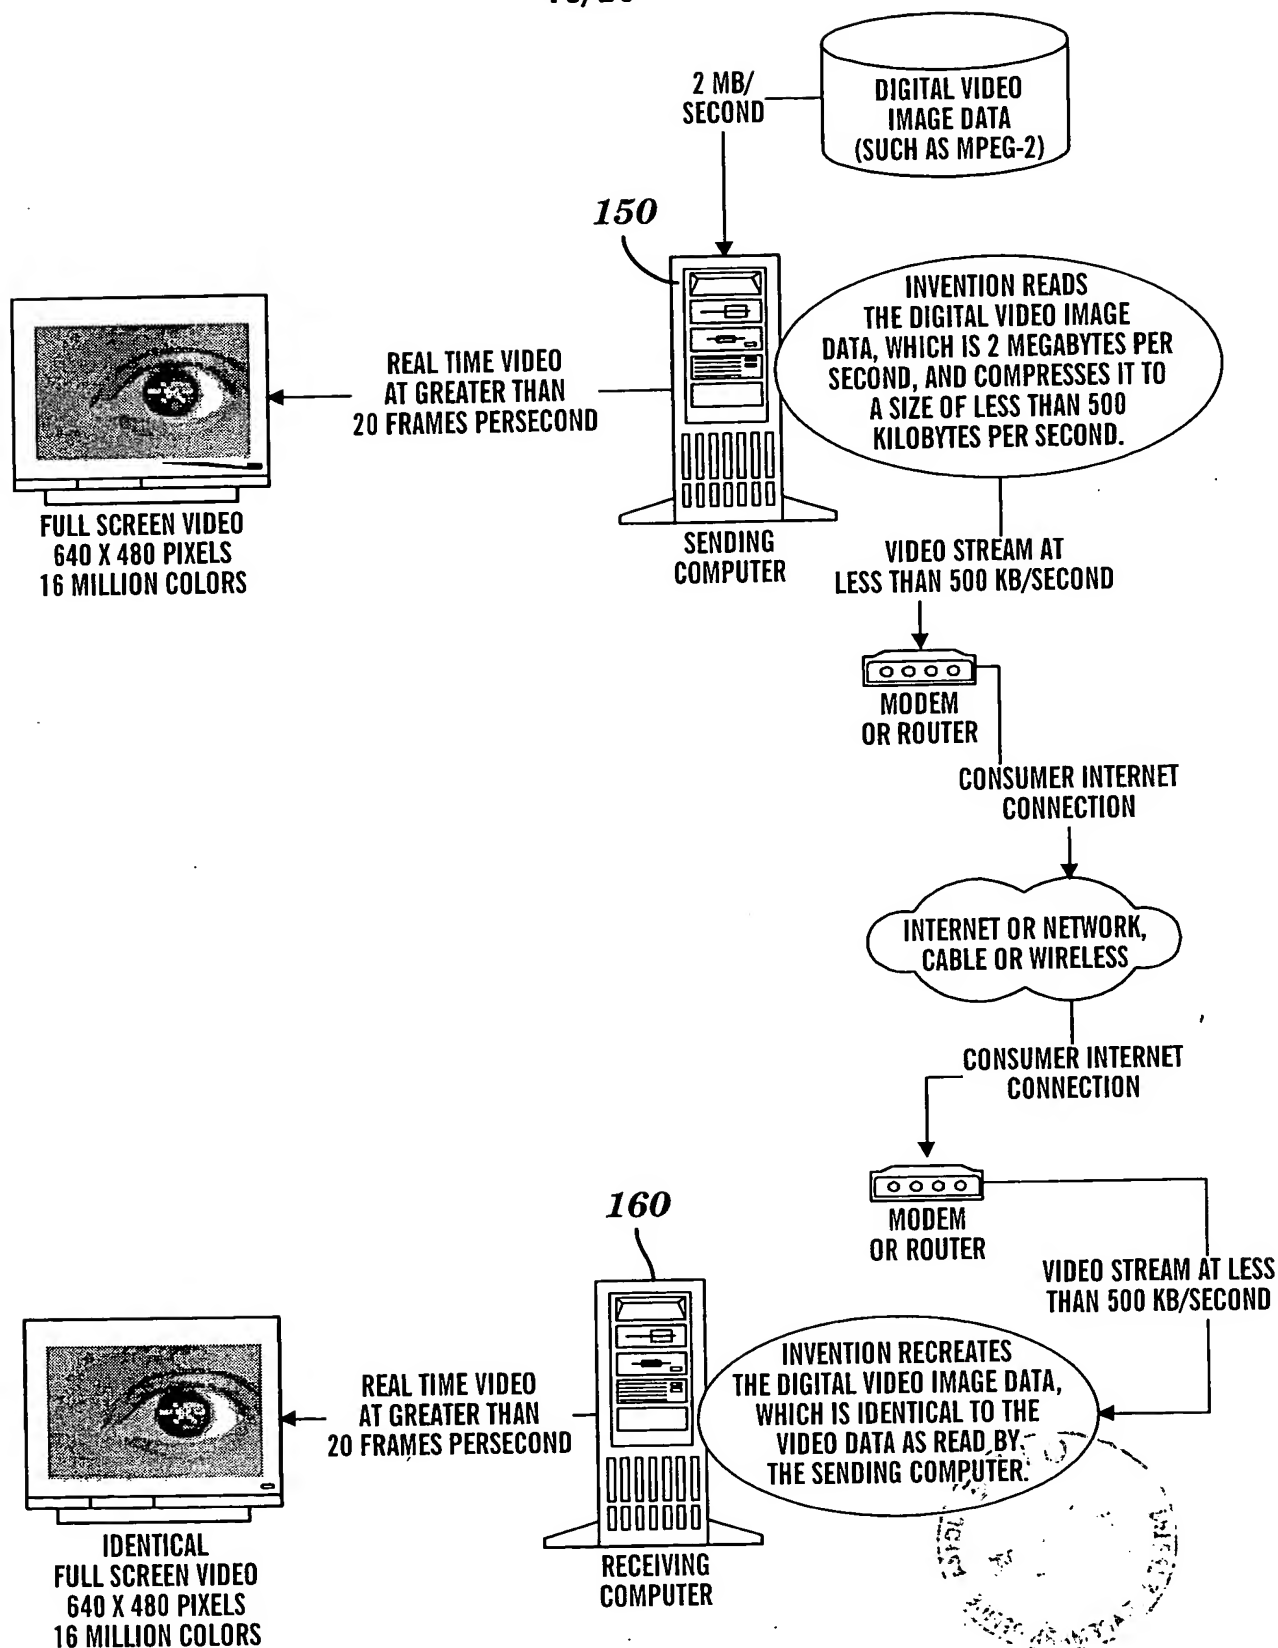 2 MB/
SECOND
DIGITAL VIDEO
IMAGE DATA
(SUCH AS MPEG-2)
150
INVENTION READS
THE DIGITAL VIDEO IMAGE
DATA, WHICH IS 2 MEGABYTES PER
SECOND, AND COMPRESSES IT TO
A SIZE OF LESS THAN 500
KILOBYTES PER SECOND.
REAL TIME VIDEO
AT GREATER THAN
20 FRAMES PERSECOND
FULL SCREEN VIDEO
640 X 480 PIXELS
16 MILLION COLORS
SENDING
COMPUTER
VIDEO STREAM AT
LESS THAN 500 KB/SECOND
MODEM
OR ROUTER
CONSUMER INTERNET
CONNECTION
INTERNET OR NETWORK,
CABLE OR WIRELESS
CONSUMER INTERNET
CONNECTION
MODEM
OR ROUTER
VIDEO STREAM AT LESS
THAN 500 KB/SECOND
160
INVENTION RECREATES
THE DIGITAL VIDEO IMAGE DATA,
WHICH IS IDENTICAL TO THE
VIDEO DATA AS READ BY
THE SENDING COMPUTER.
REAL TIME VIDEO
AT GREATER THAN
20 FRAMES PERSECOND
RECEIVING
COMPUTER
IDENTICAL
FULL SCREEN VIDEO
640 X 480 PIXELS
16 MILLION COLORS